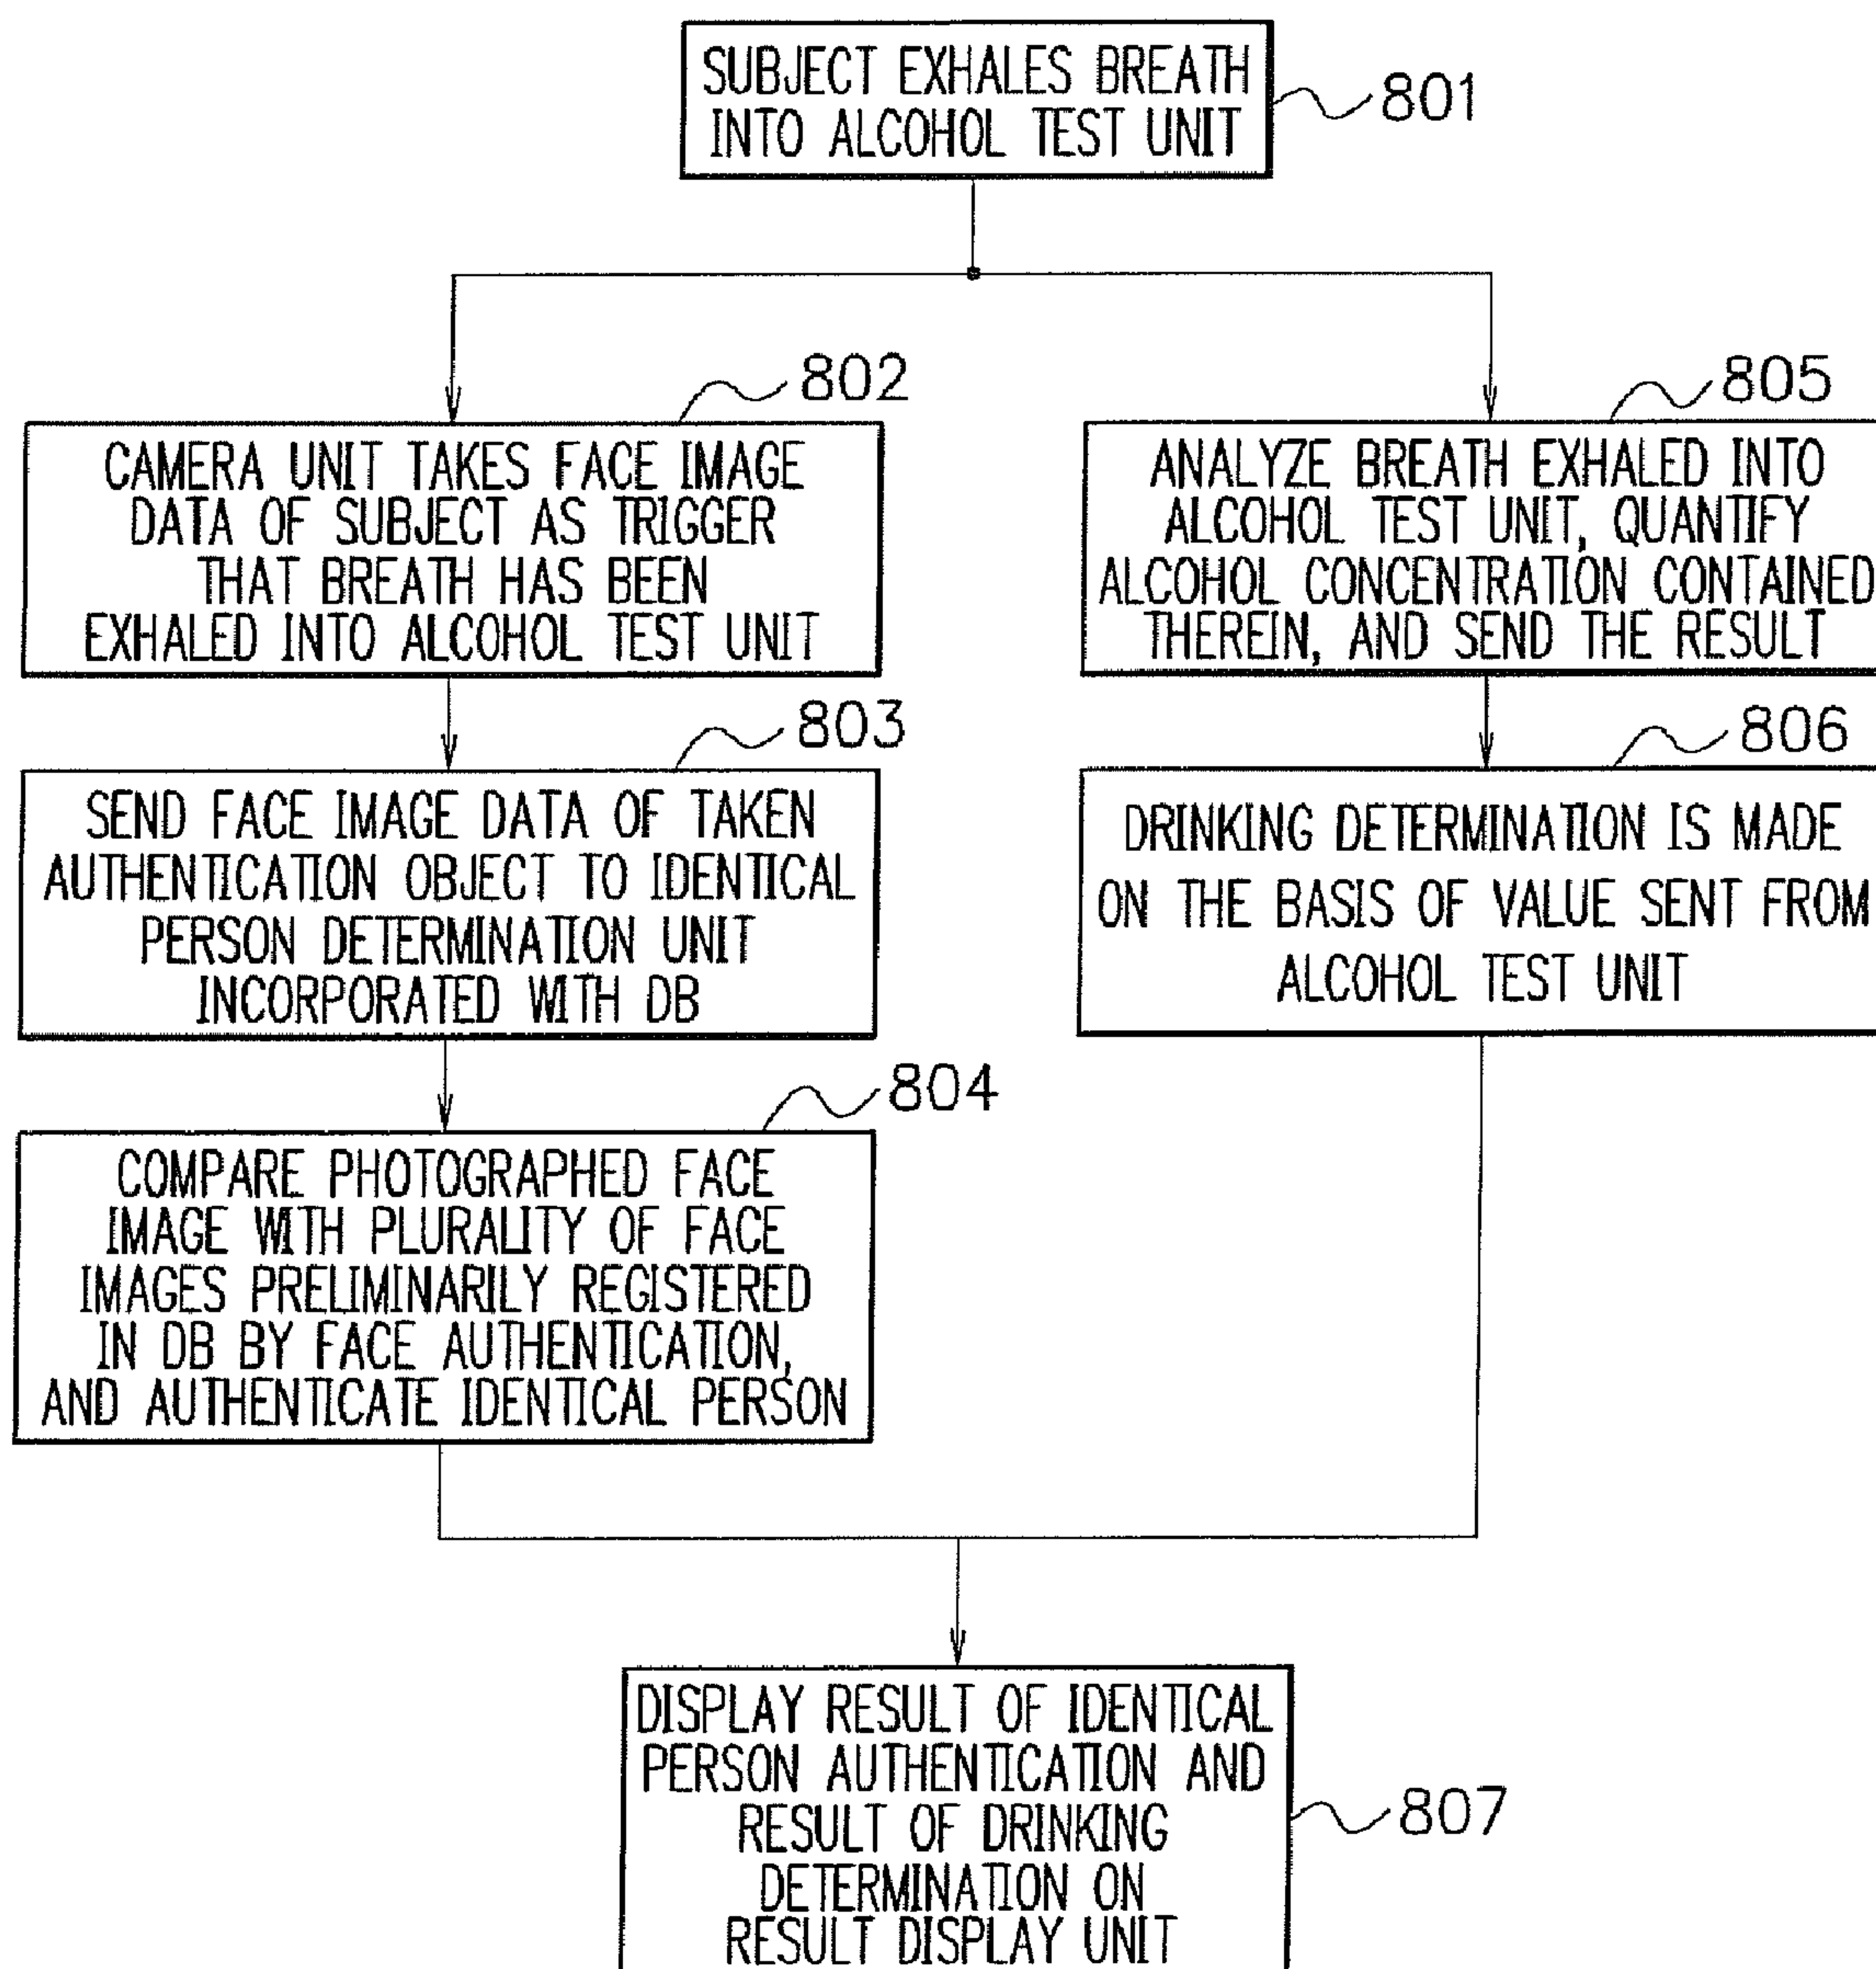 SUBJECT EXHALES BREATH
INTO ALCOHOL TEST UNIT
801
802
CAMERA UNIT TAKES FACE IMAGE
DATA OF SUBJECT AS TRIGGER
THAT BREATH HAS BEEN
EXHALED INTO ALCOHOL TEST UNIT
803
SEND FACE IMAGE DATA OF TAKEN
AUTHENTICATION OBJECT TO IDENTICAL
PERSON DETERMINATION UNIT
INCORPORATED WITH DB
804
COMPARE PHOTOGRAPHED FACE
IMAGE WITH PLURALITY OF FACE
IMAGES PRELIMINARILY REGISTERED
IN DB BY FACE AUTHENTICATION,
AND AUTHENTICATE IDENTICAL PERSON
805
ANALYZE BREATH EXHALED INTO
ALCOHOL TEST UNIT, QUANTIFY
ALCOHOL CONCENTRATION CONTAINED
THEREIN, AND SEND THE RESULT
806
DRINKING DETERMINATION IS MADE
ON THE BASIS OF VALUE SENT FROM
ALCOHOL TEST UNIT
DISPLAY RESULT OF IDENTICAL
PERSON AUTHENTICATION AND
RESULT OF DRINKING
DETERMINATION ON
RESULT DISPLAY UNIT
807